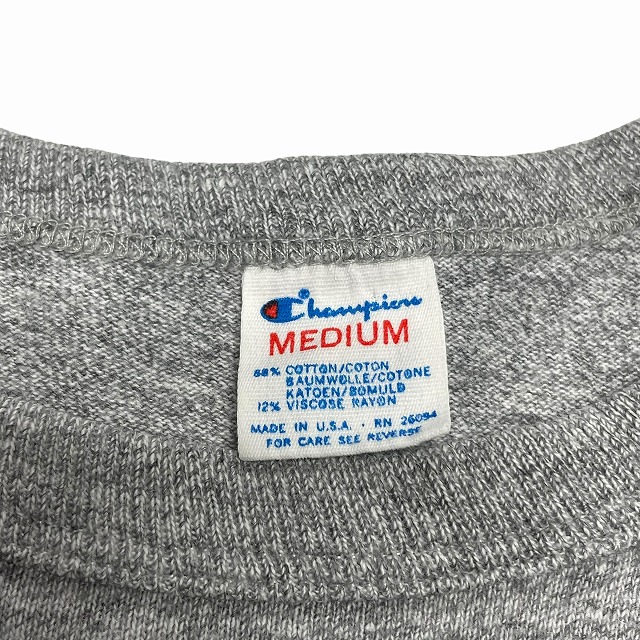 Champion
MEDIUM
88% COTTON/COTON
BAUMWOLLE/COTONE
KATOEN/BOMULD
12% VISCOSE RAYON
MADE IN U.S.A. - RN 26094
FOR CARE SEE REVERSE